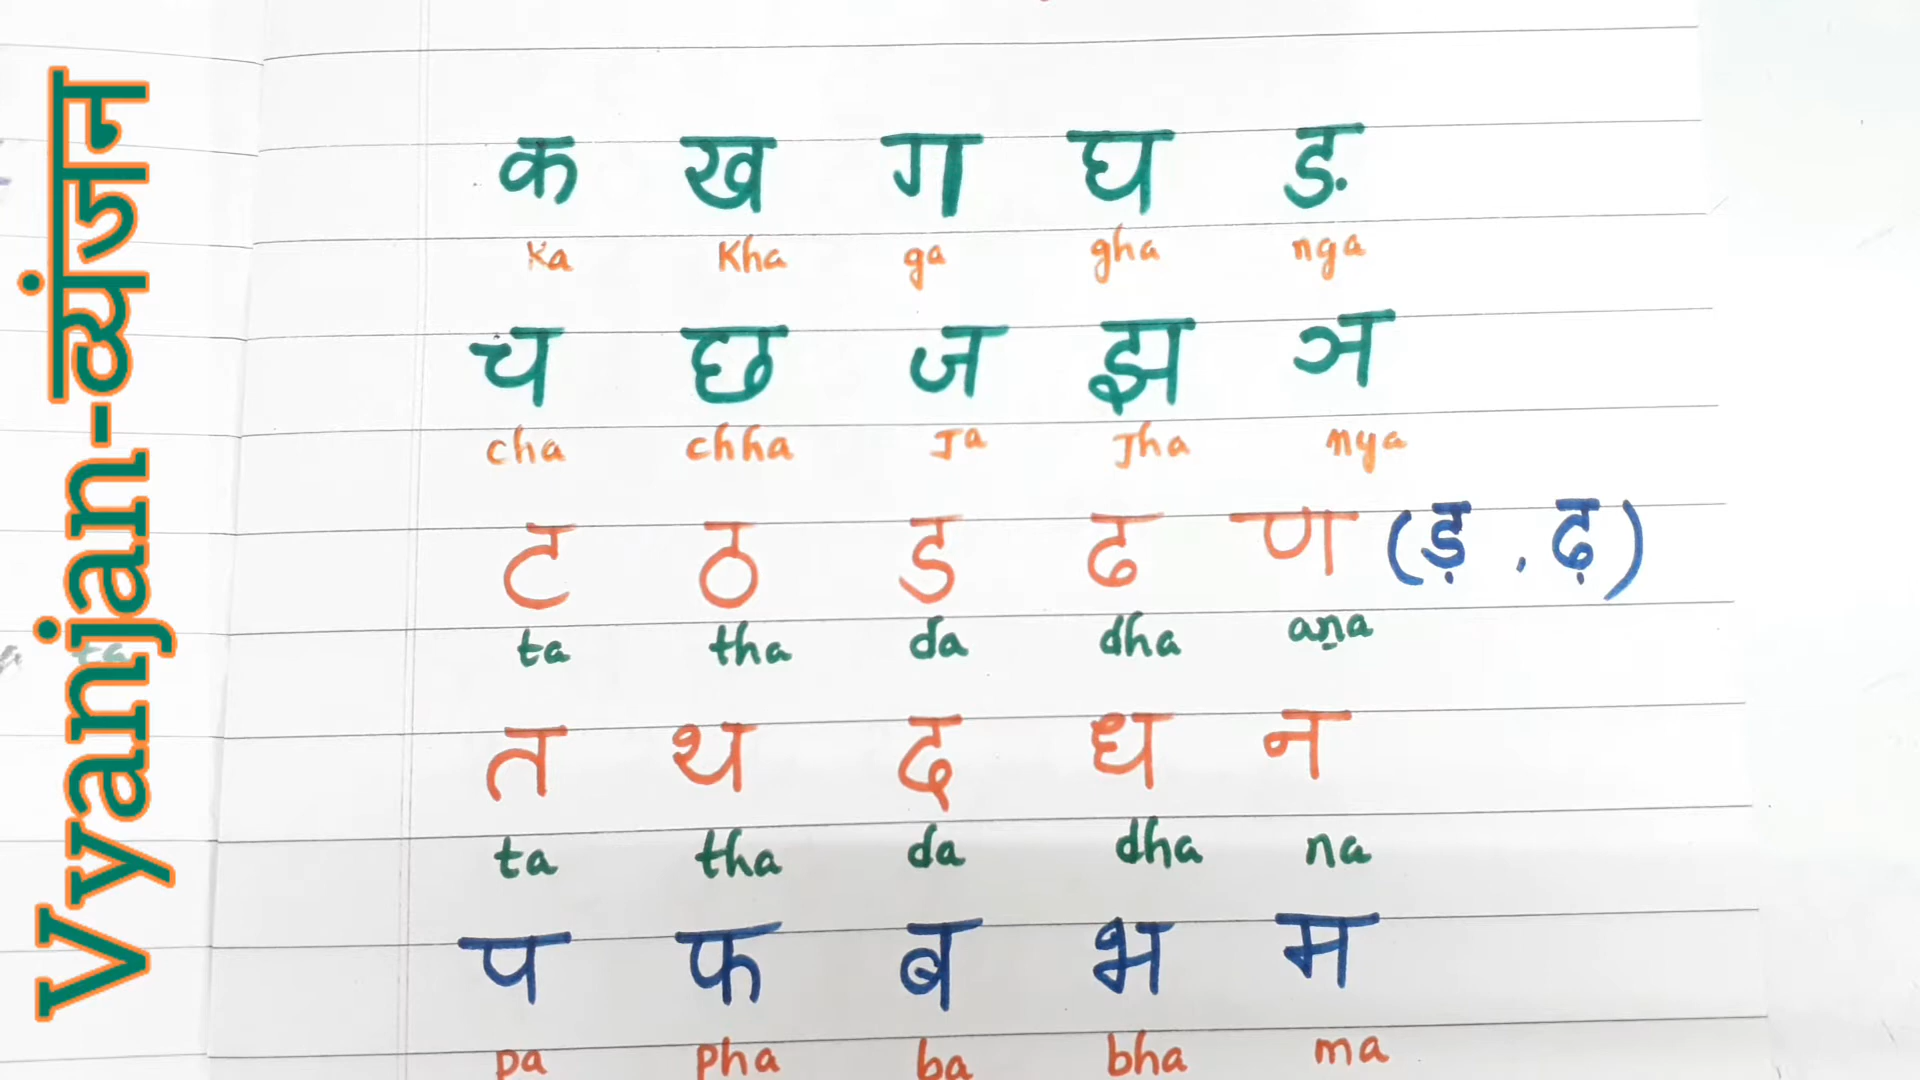 Vyanjan-व्यंजन
क ख ग घ ङ
ka kha ga gha nga
च छ ज झ ञ
cha chha Ja Jha nya
ट ठ ड ढ ण (ड़ , ढ़)
ta tha da dha aṇa
त थ द ध न
ta tha da dha na
प फ ब भ म
pa pha ba bha ma